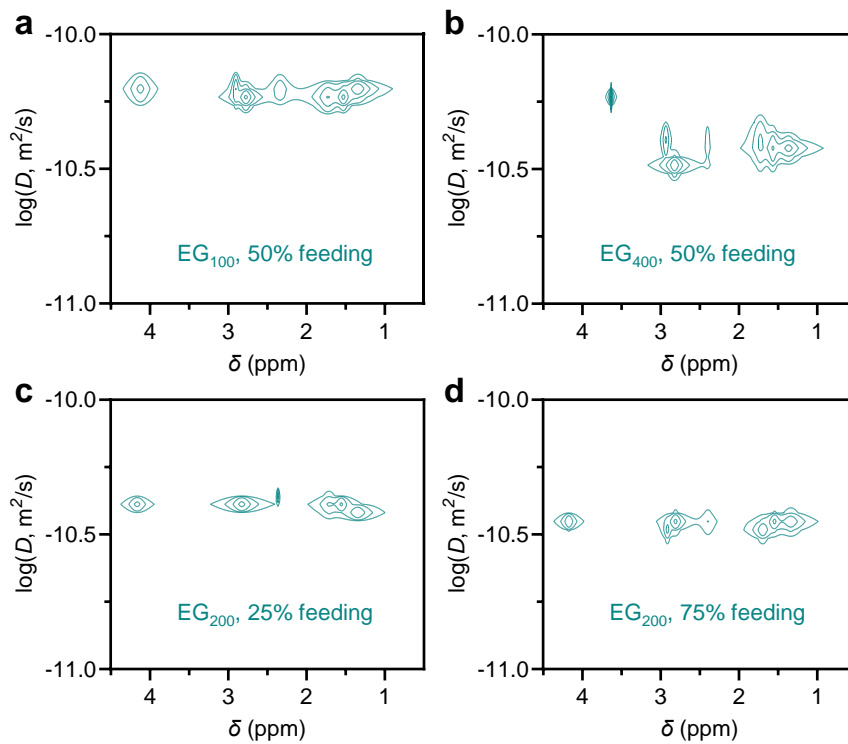 a
-10.0
-10.5
-11.0
log(D, m²/s)
EG₁₀₀, 50% feeding
4 3 2 1
δ (ppm)
b
-10.0
-10.5
-11.0
log(D, m²/s)
EG₄₀₀, 50% feeding
4 3 2 1
δ (ppm)
c
-10.0
-10.5
-11.0
log(D, m²/s)
EG₂₀₀, 25% feeding
4 3 2 1
δ (ppm)
d
-10.0
-10.5
-11.0
log(D, m²/s)
EG₂₀₀, 75% feeding
4 3 2 1
δ (ppm)